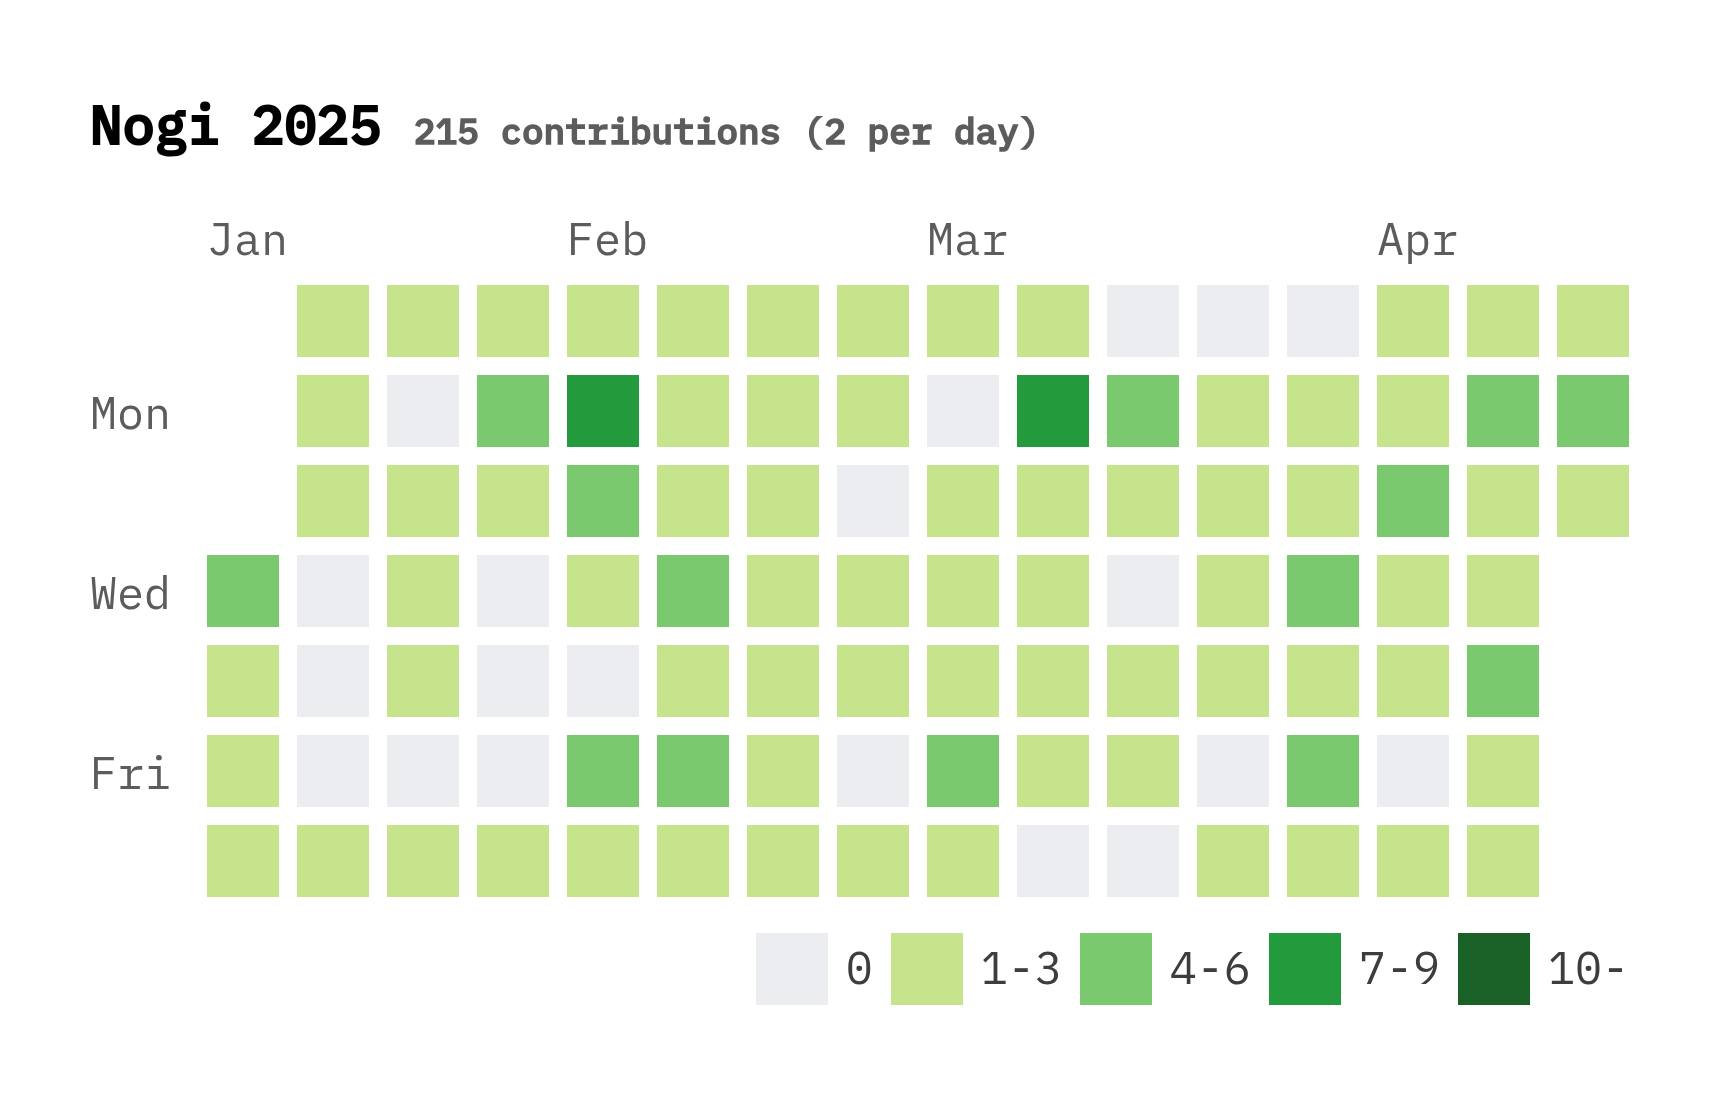 Nogi 2025 215 contributions (2 per day)
Jan Feb Mar Apr
Mon
Wed
Fri
0 1-3 4-6 7-9 10-